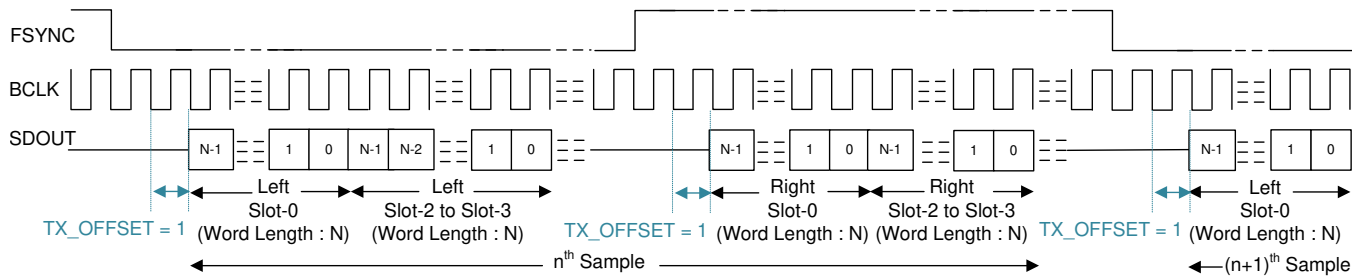 FSYNC
BCLK
SDOUT
N-1 1 0 N-1 N-2 1 0 N-1 1 0 N-1 1 0 N-1 1 0
Left Left Right Right Left
Slot-0 Slot-2 to Slot-3 Slot-0 Slot-2 to Slot-3 Slot-0
TX_OFFSET = 1 (Word Length : N) (Word Length : N) TX_OFFSET = 1 (Word Length : N) (Word Length : N) TX_OFFSET = 1 (Word Length : N)
nth Sample (n+1)th Sample